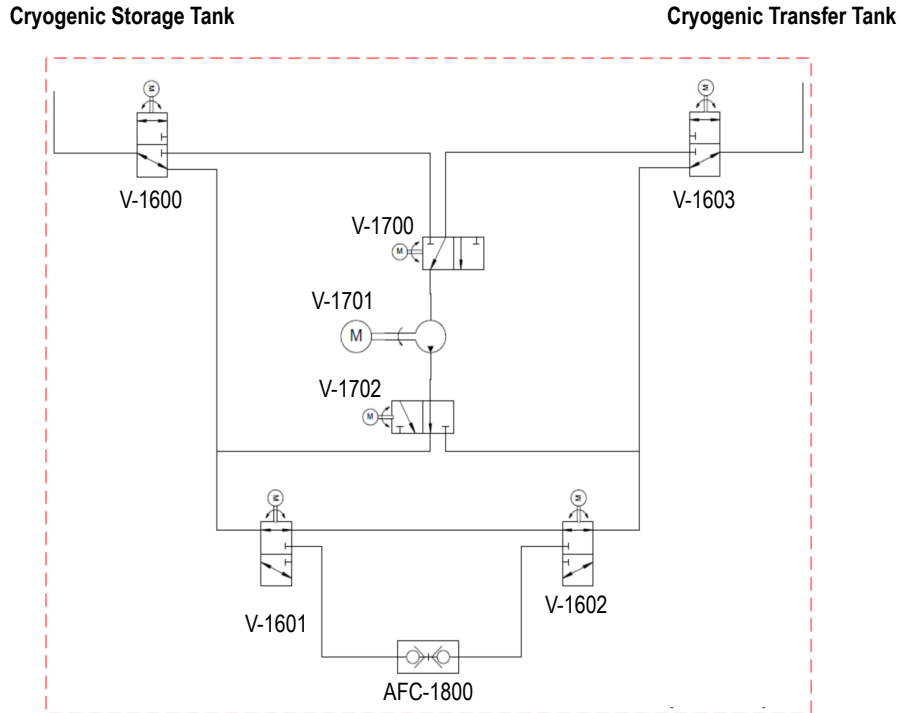 Cryogenic Storage Tank
Cryogenic Transfer Tank
M
M
V-1600
V-1603
V-1700
M
V-1701
M
V-1702
M
M
M
V-1601
V-1602
AFC-1800